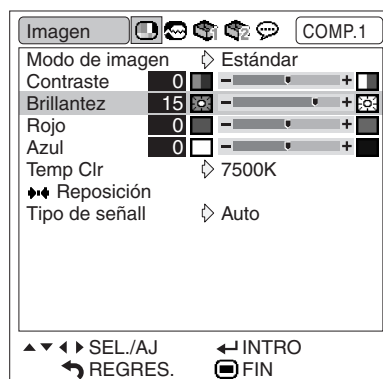 Imagen COMP.1
Modo de imagen Estándar
Contraste 0 − +
Brillantez 15 − +
Rojo 0 − +
Azul 0 − +
Temp Clr 7500K
Reposición
Tipo de señall Auto
SEL./AJ INTRO
REGRES. FIN